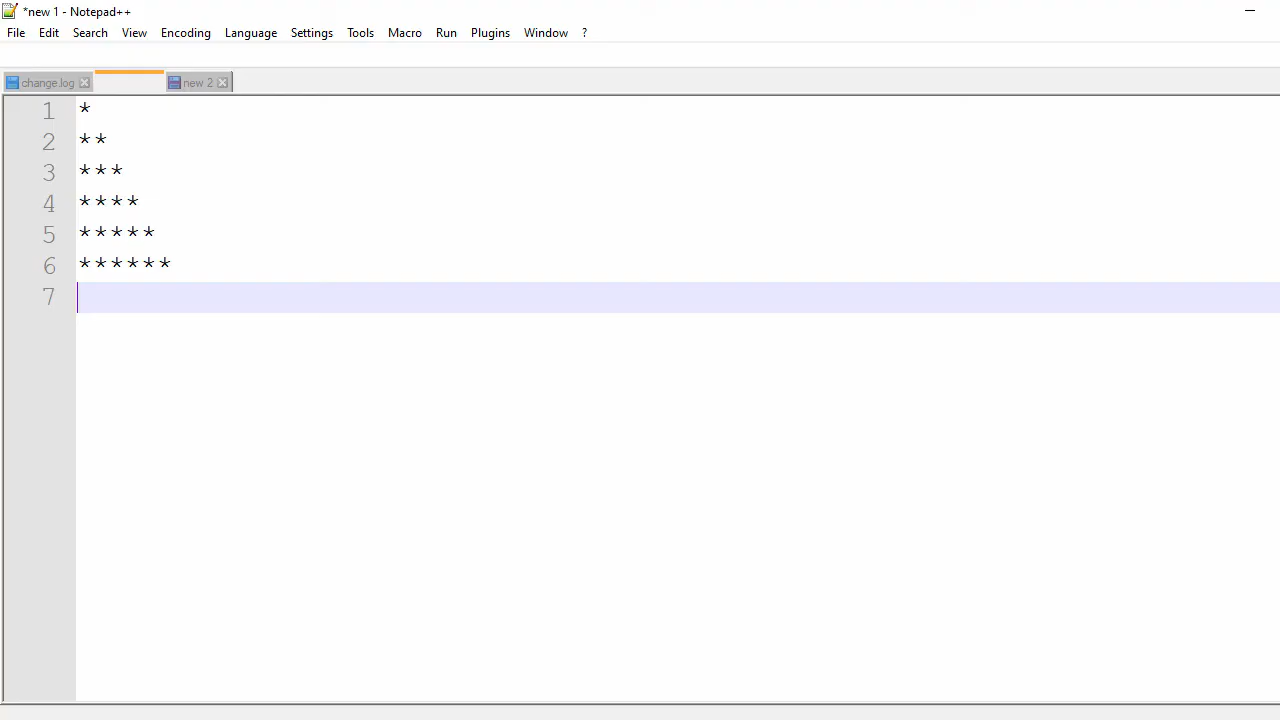 *new 1 - Notepad++
File Edit Search View Encoding Language Settings Tools Macro Run Plugins Window ?
change.log new 2
1 *
2 **
3 ***
4 ****
5 *****
6 ******
7